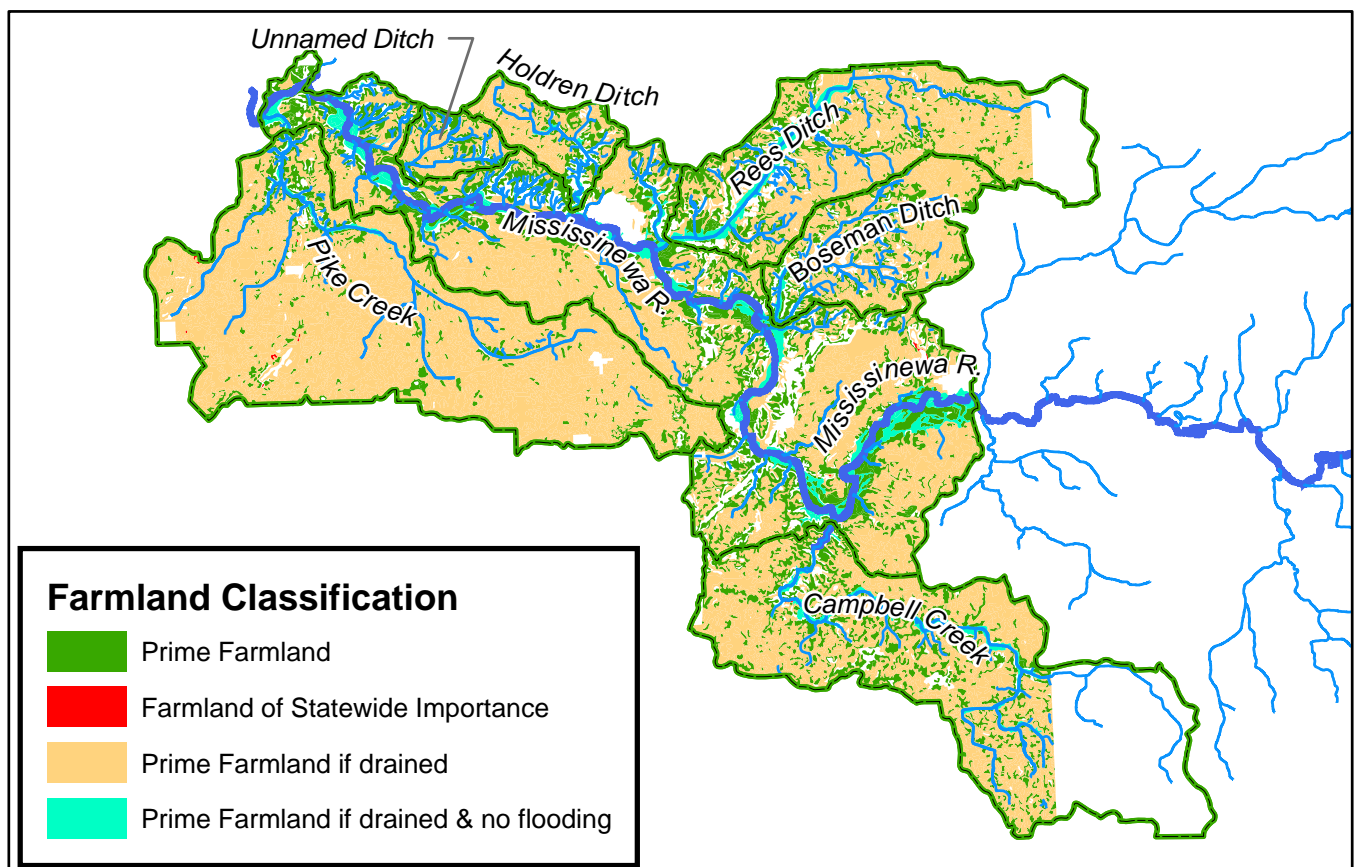 Unnamed Ditch
Holdren Ditch
Rees Ditch
Boseman Ditch
Mississinewa R.
Pike Creek
Mississinewa R.
Campbell Creek
Farmland Classification
Prime Farmland
Farmland of Statewide Importance
Prime Farmland if drained
Prime Farmland if drained & no flooding